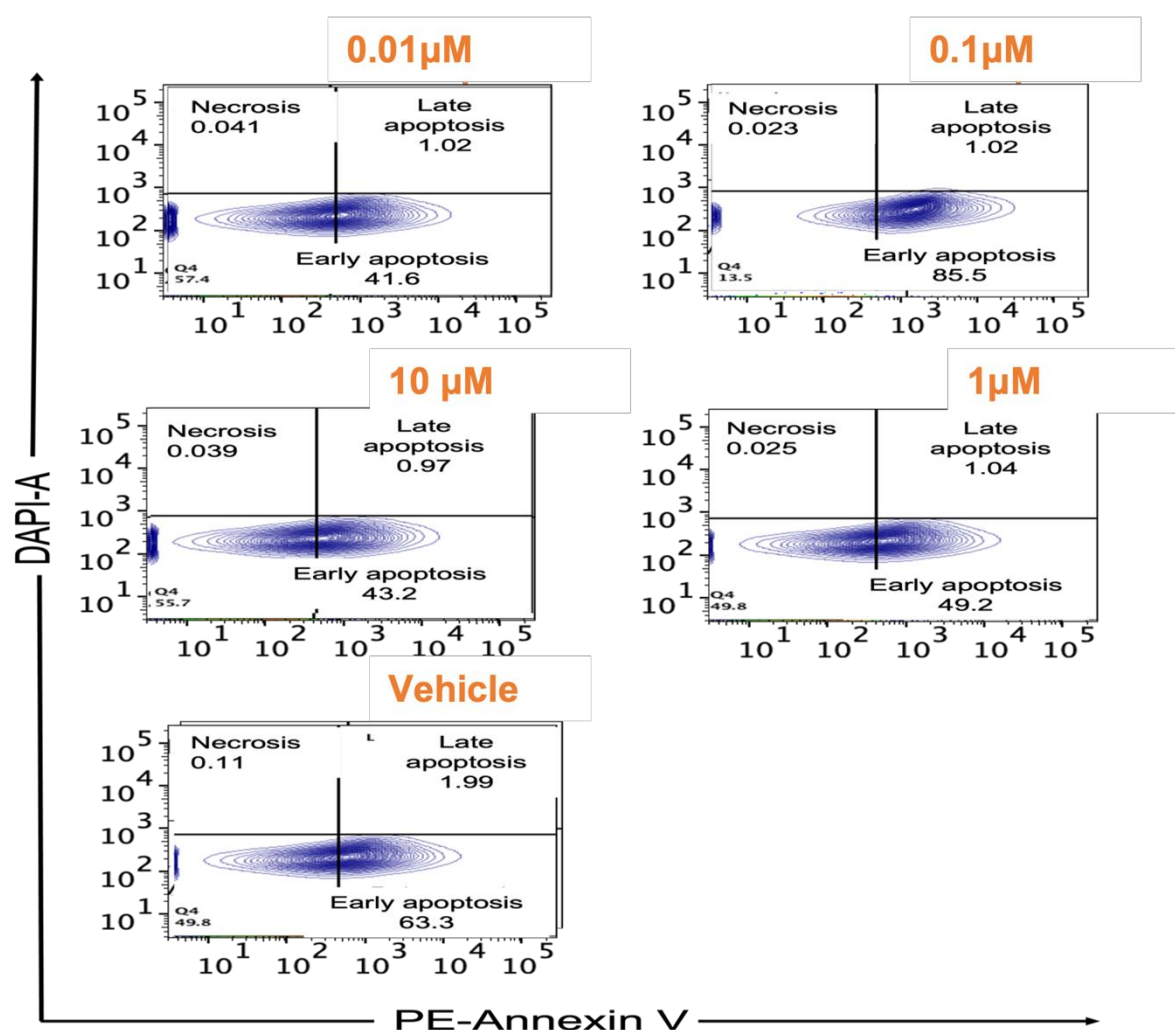 0.01µM
Necrosis
0.041
Late
apoptosis
1.02
10⁵
10⁴
10³
10²
10¹
Q4
57.4
Early apoptosis
41.6
10¹ 10² 10³ 10⁴ 10⁵
0.1µM
Necrosis
0.023
Late
apoptosis
1.02
10⁵
10⁴
10³
10²
10¹
Q4
13.5
Early apoptosis
85.5
10¹ 10² 10³ 10⁴ 10⁵
10 µM
Necrosis
0.039
Late
apoptosis
0.97
10⁵
10⁴
10³
10²
10¹
Q4
55.7
Early apoptosis
43.2
10¹ 10² 10³ 10⁴ 10⁵
1µM
Necrosis
0.025
Late
apoptosis
1.04
10⁵
10⁴
10³
10²
10¹
Q4
49.8
Early apoptosis
49.2
10¹ 10² 10³ 10⁴ 10⁵
Vehicle
Necrosis
0.11
L
Late
apoptosis
1.99
10⁵
10⁴
10³
10²
10¹
Q4
49.8
Early apoptosis
63.3
10¹ 10² 10³ 10⁴ 10⁵
DAPI-A
PE-Annexin V